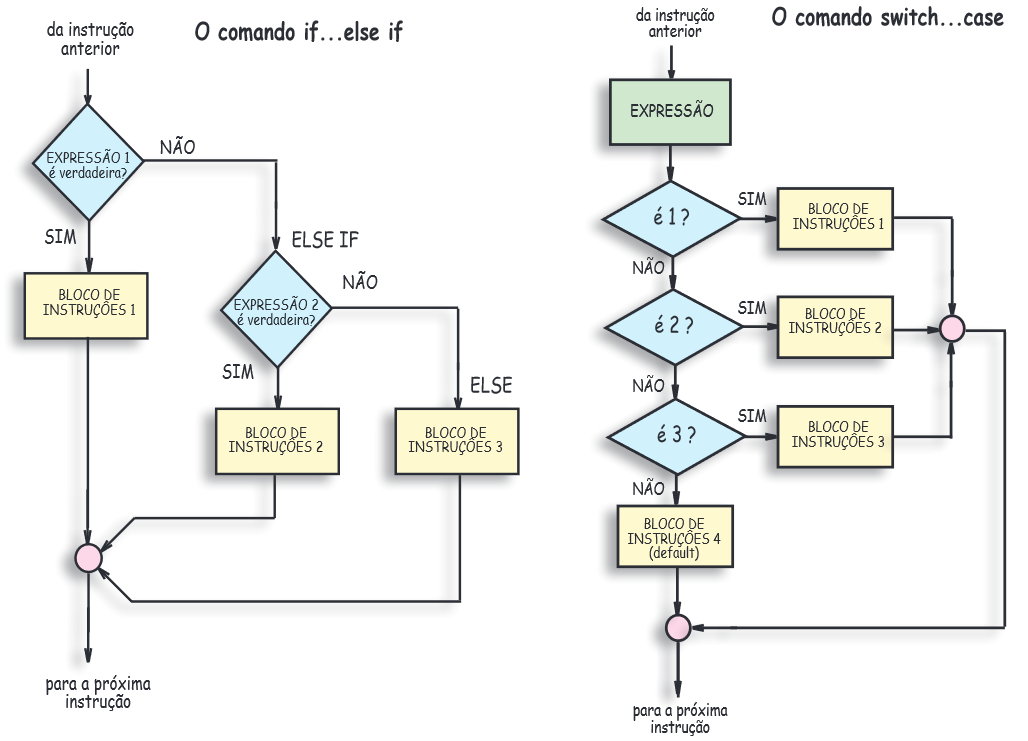 O comando if...else if
da instrução
anterior
EXPRESSÃO 1
é verdadeira?
NÃO
SIM
BLOCO DE
INSTRUÇÕES 1
ELSE IF
EXPRESSÃO 2
é verdadeira?
NÃO
SIM
ELSE
BLOCO DE
INSTRUÇÕES 2
BLOCO DE
INSTRUÇÕES 3
para a próxima
instrução
O comando switch...case
da instrução
anterior
EXPRESSÃO
é 1 ?
SIM
BLOCO DE
INSTRUÇÕES 1
NÃO
é 2 ?
SIM
BLOCO DE
INSTRUÇÕES 2
NÃO
é 3 ?
SIM
BLOCO DE
INSTRUÇÕES 3
NÃO
BLOCO DE
INSTRUÇÕES 4
(default)
para a próxima
instrução